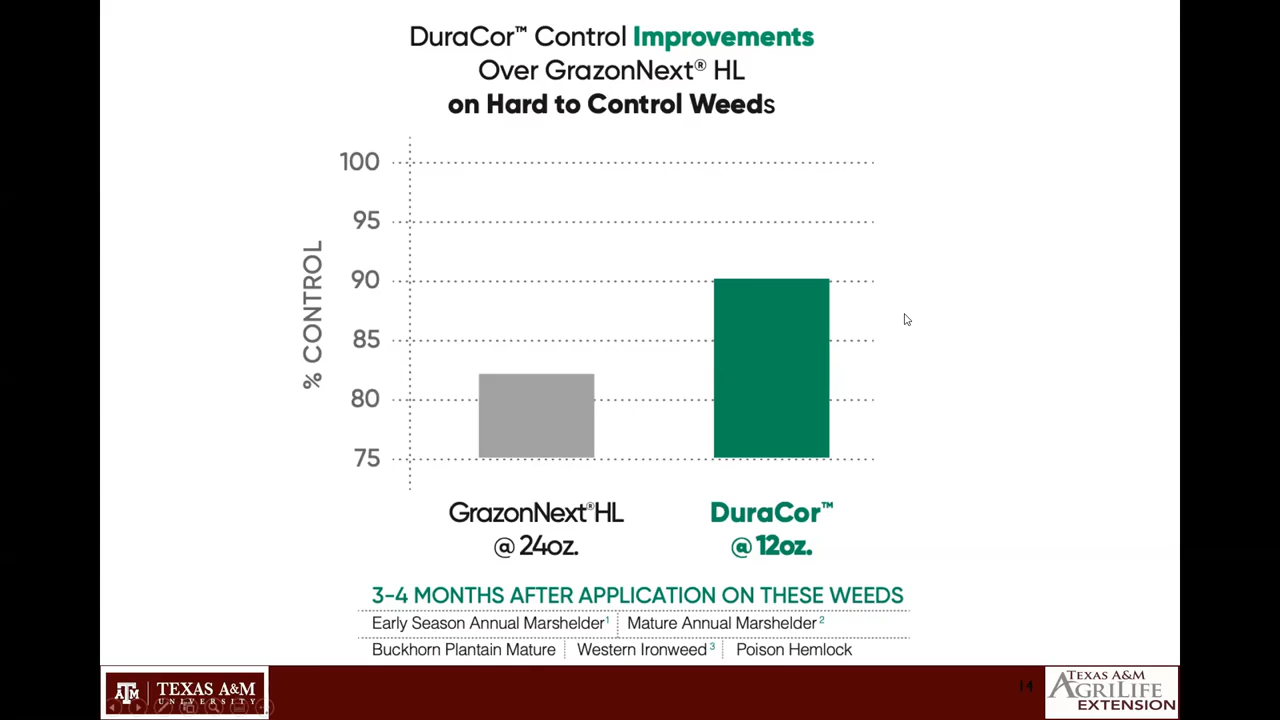 DuraCor™ Control Improvements
Over GrazonNext® HL
on Hard to Control Weeds
% CONTROL
100
95
90
85
80
75
GrazonNext®HL
@ 24oz.
DuraCor™
@ 12oz.
3-4 MONTHS AFTER APPLICATION ON THESE WEEDS
Early Season Annual Marshelder¹ Mature Annual Marshelder²
Buckhorn Plantain Mature Western Ironweed³ Poison Hemlock
ATM TEXAS A&M
UNIVERSITY
14
TEXAS A&M
AGRILIFE
EXTENSION